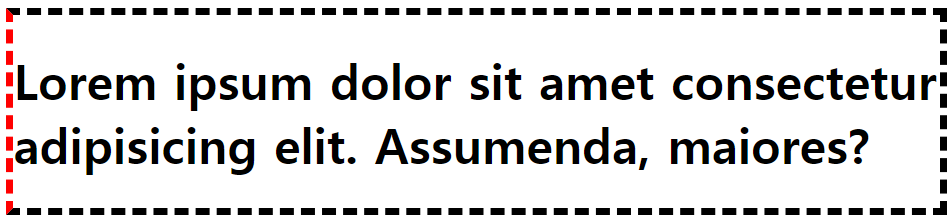 Lorem ipsum dolor sit amet consectetur
adipisicing elit. Assumenda, maiores?